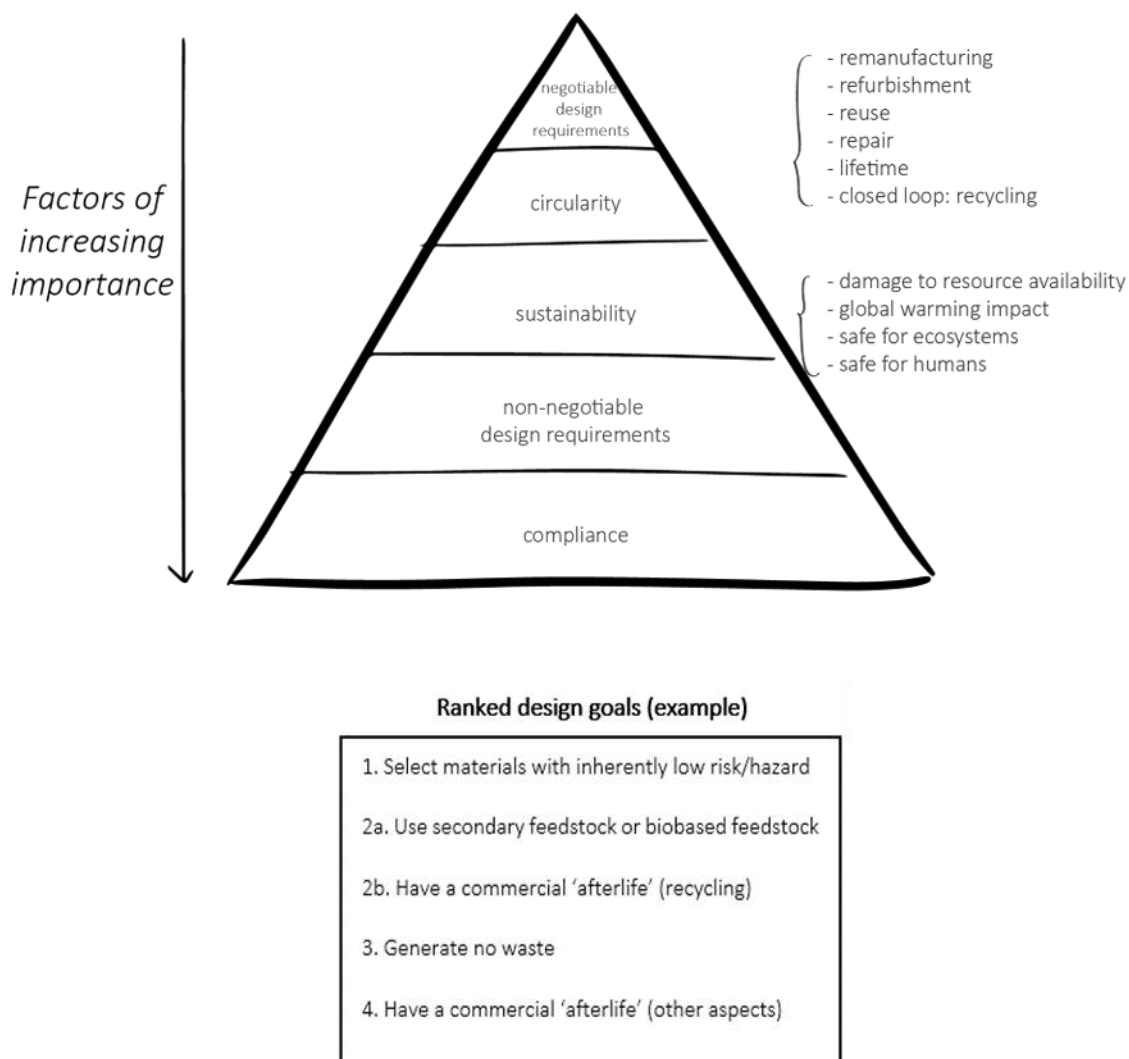 Factors of
increasing
importance
negotiable
design
requirements
circularity
sustainability
non-negotiable
design requirements
compliance
- remanufacturing
- refurbishment
- reuse
- repair
- lifetime
- closed loop: recycling
- damage to resource availability
- global warming impact
- safe for ecosystems
- safe for humans
Ranked design goals (example)
1. Select materials with inherently low risk/hazard
2a. Use secondary feedstock or biobased feedstock
2b. Have a commercial ‘afterlife’ (recycling)
3. Generate no waste
4. Have a commercial ‘afterlife’ (other aspects)